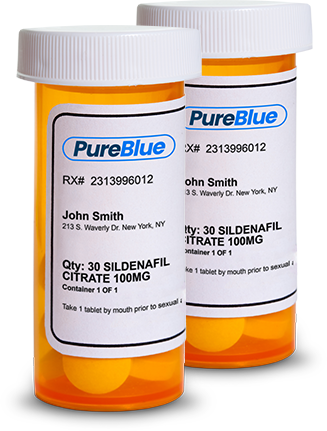 PureBlue
RX# 2313996012
John Smith
213 S. Waverly Dr. New York, NY
Qty: 30 SILDENAFIL
CITRATE 100MG
Container 1 OF 1
Take 1 tablet by mouth prior to sexual
PureBlue
RX# 2313996012
John Smith
213 S. Waverly Dr. New York, NY
Qty: 30 SILDENAFIL
CITRATE 100MG
Container 1 OF 1
Take 1 tablet by mouth prior to sexual